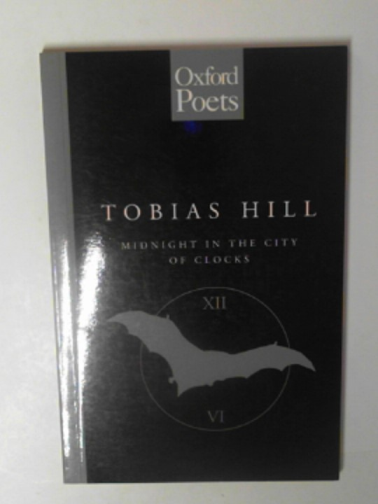 Oxford
Poets
TOBIAS HILL
MIDNIGHT IN THE CITY
OF CLOCKS
XII
VI